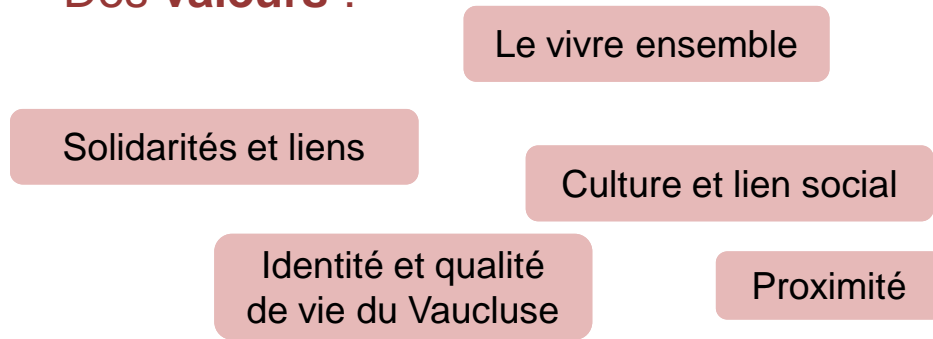 Des valeurs :
Le vivre ensemble
Solidarités et liens
Culture et lien social
Identité et qualité
de vie du Vaucluse
Proximité